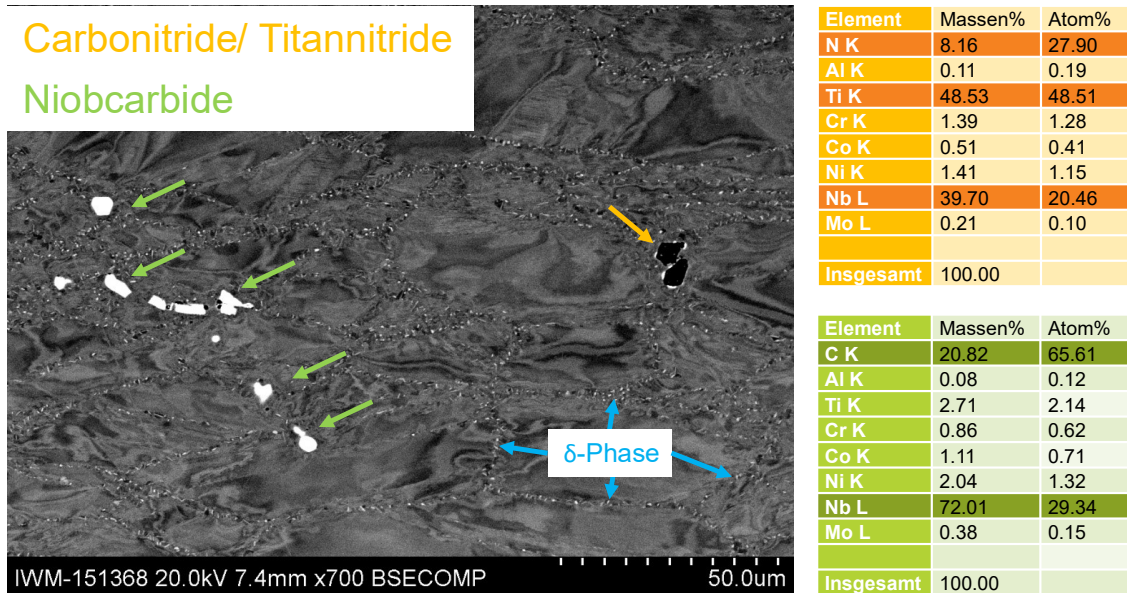 Carbonitride/ Titannitride
Niobcarbide
δ-Phase
IWM-151368 20.0kV 7.4mm x700 BSECOMP 50.0um
Element Massen% Atom%
N K 8.16 27.90
Al K 0.11 0.19
Ti K 48.53 48.51
Cr K 1.39 1.28
Co K 0.51 0.41
Ni K 1.41 1.15
Nb L 39.70 20.46
Mo L 0.21 0.10
Insgesamt 100.00
Element Massen% Atom%
C K 20.82 65.61
Al K 0.08 0.12
Ti K 2.71 2.14
Cr K 0.86 0.62
Co K 1.11 0.71
Ni K 2.04 1.32
Nb L 72.01 29.34
Mo L 0.38 0.15
Insgesamt 100.00